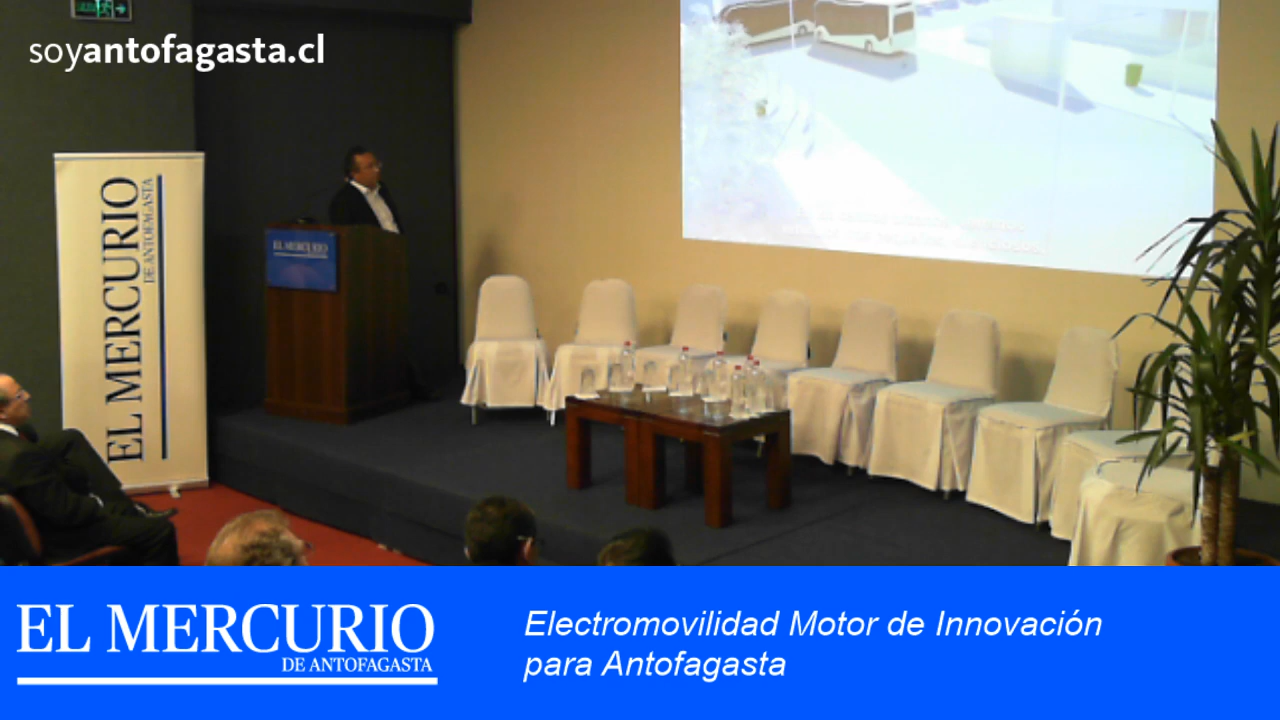 soyantofagasta.cl
EL MERCURIO
DE ANTOFAGASTA
EL MERCURIO
EL MERCURIO
DE ANTOFAGASTA
Electromovilidad Motor de Innovación
para Antofagasta